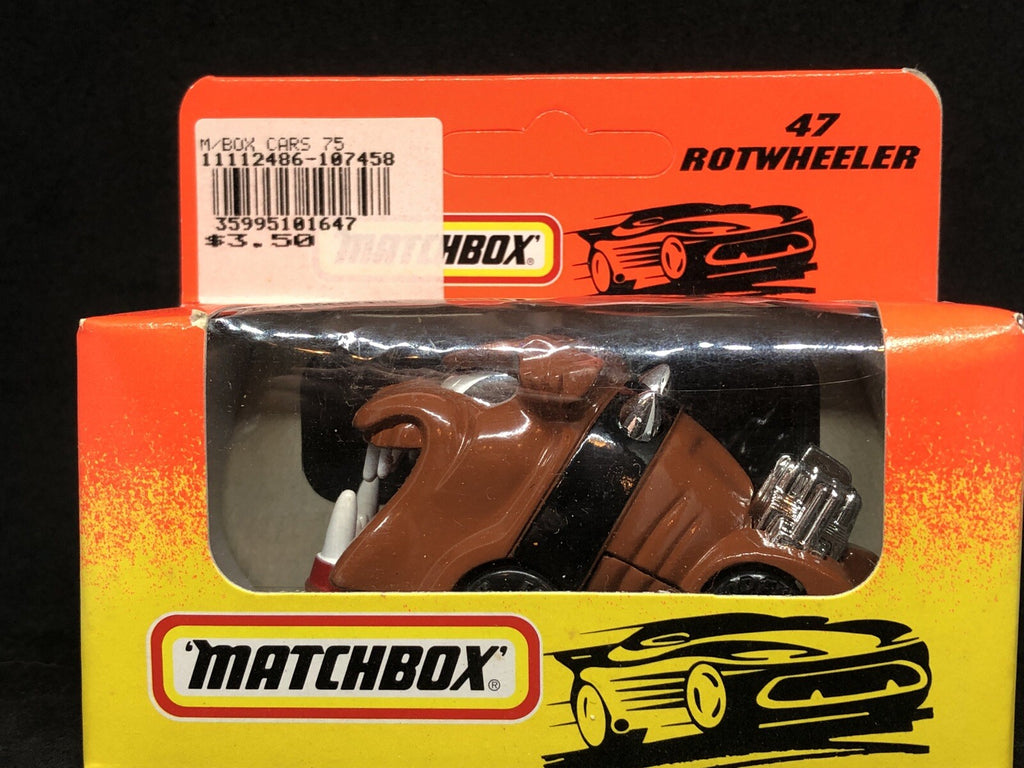 M/BOX CARS 75
11112486-107458
35995101647
$3.50
47
ROTWHEELER
MATCHBOX'®
'MATCHBOX'®